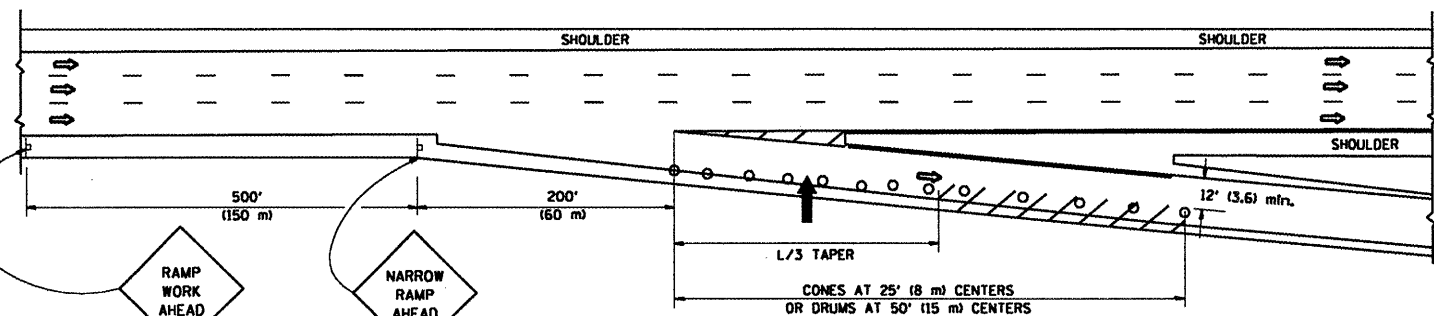 SHOULDER
SHOULDER
SHOULDER
500'
(150 m)
200'
(60 m)
12' (3.6) min.
L/3 TAPER
CONES AT 25' (8 m) CENTERS
OR DRUMS AT 50' (15 m) CENTERS
RAMP
WORK
AHEAD
NARROW
RAMP
AHEAD